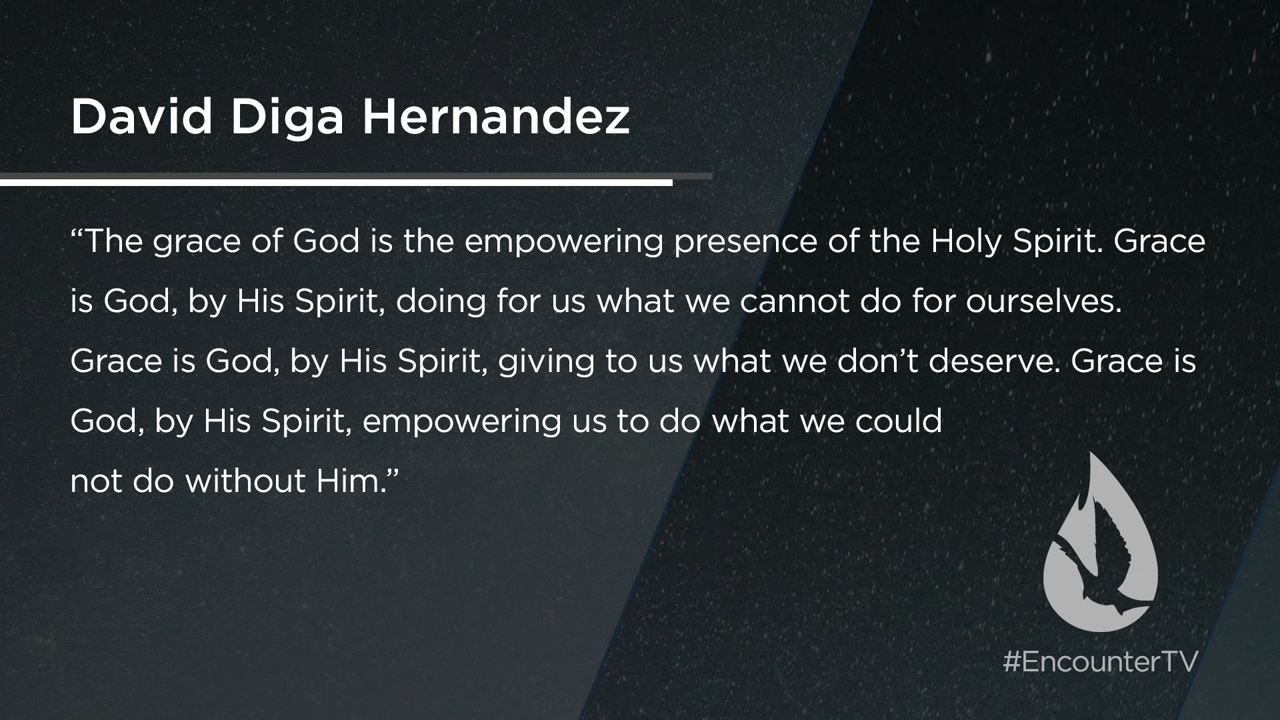 David Diga Hernandez
“The grace of God is the empowering presence of the Holy Spirit. Grace
is God, by His Spirit, doing for us what we cannot do for ourselves.
Grace is God, by His Spirit, giving to us what we don’t deserve. Grace is
God, by His Spirit, empowering us to do what we could
not do without Him.”
#EncounterTV